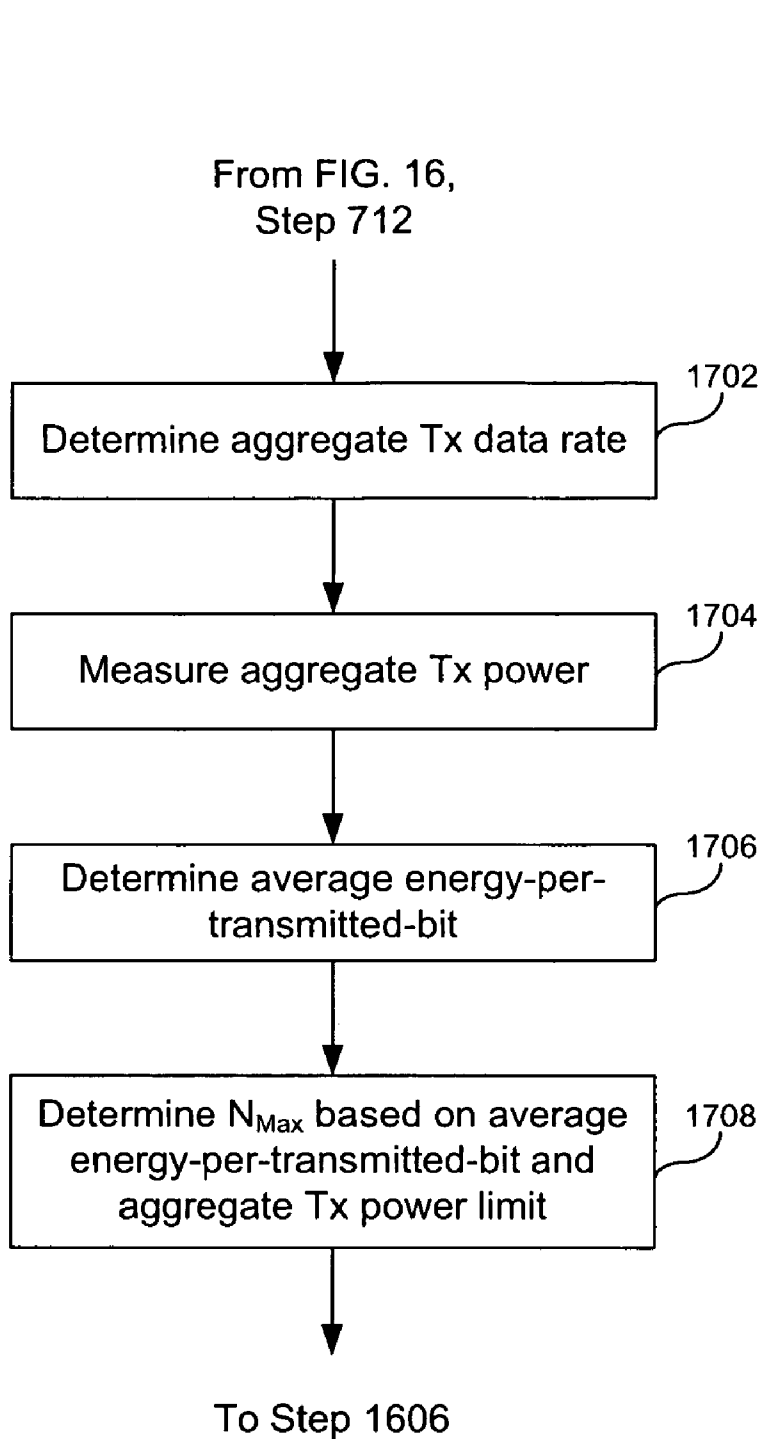 From FIG. 16,
Step 712
1702
Determine aggregate Tx data rate
1704
Measure aggregate Tx power
1706
Determine average energy-per-
transmitted-bit
1708
Determine NMax based on average
energy-per-transmitted-bit and
aggregate Tx power limit
To Step 1606